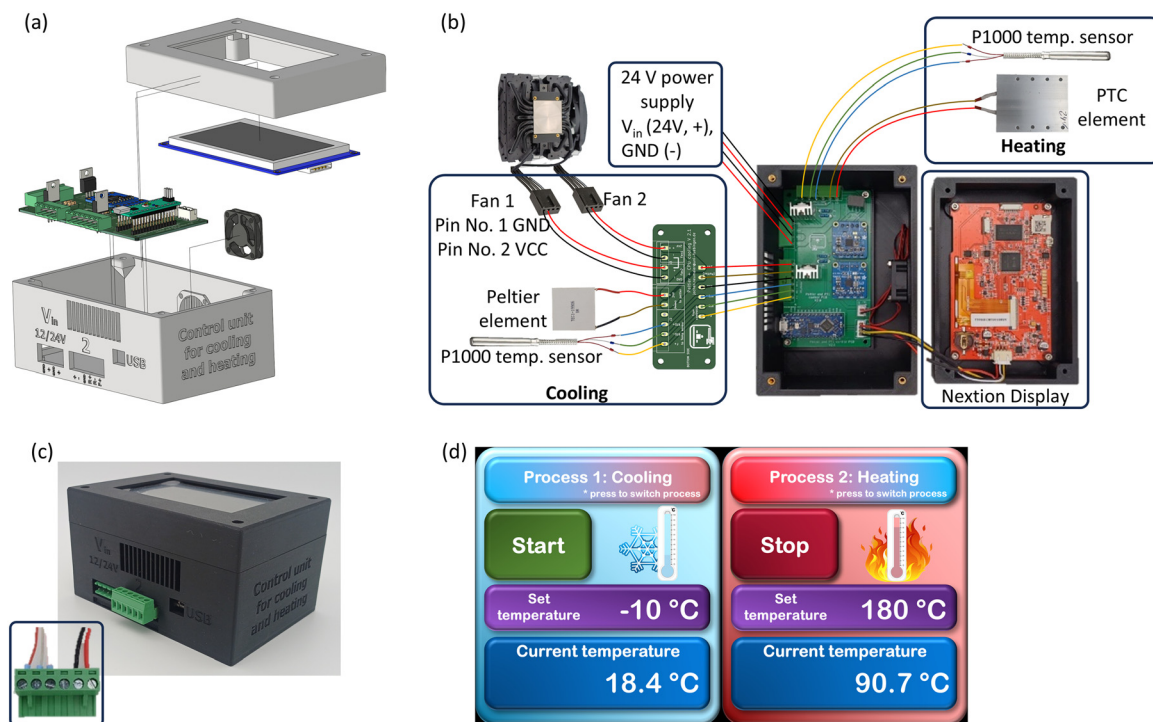 (a)
Vin
12/24V
2
USB
Control unit
for cooling
and heating
(b)
24 V power
supply
Vin (24V, +),
GND (-)
P1000 temp. sensor
PTC
element
Heating
Fan 1
Fan 2
Pin No. 1 GND
Pin No. 2 VCC
Peltier
element
P1000 temp. sensor
Cooling
Nextion Display
(c)
Vin
12/24V
USB
Control unit
for cooling
and heating
(d)
Process 1: Cooling
* press to switch process
Start
°C
Set
temperature
-10 °C
Current temperature
18.4 °C
Process 2: Heating
* press to switch process
Stop
°C
Set
temperature
180 °C
Current temperature
90.7 °C